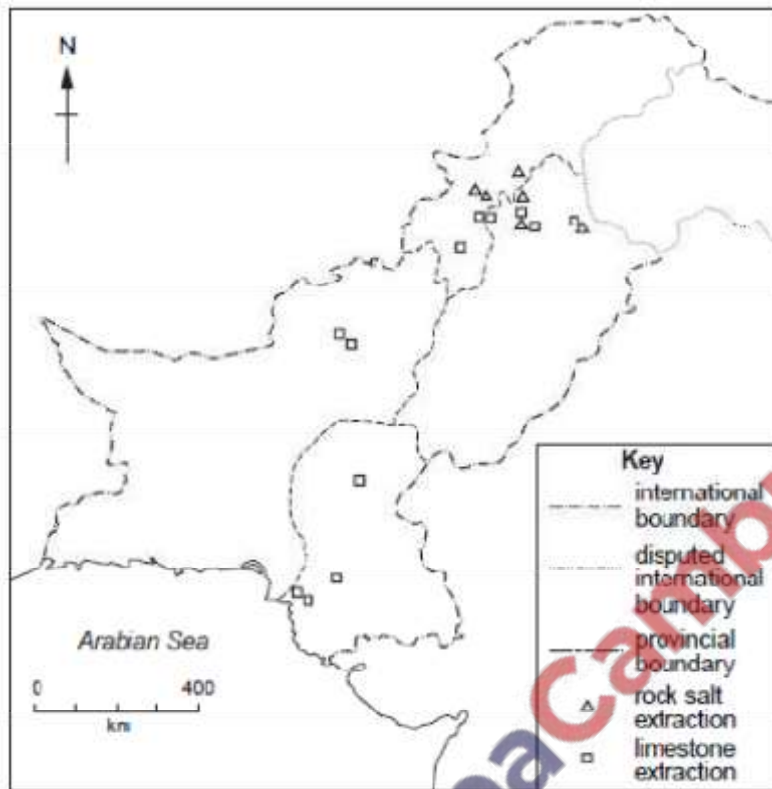 N
Arabian Sea
0 400
km
Key
international
boundary
disputed
international
boundary
provincial
boundary
rock salt
extraction
limestone
extraction